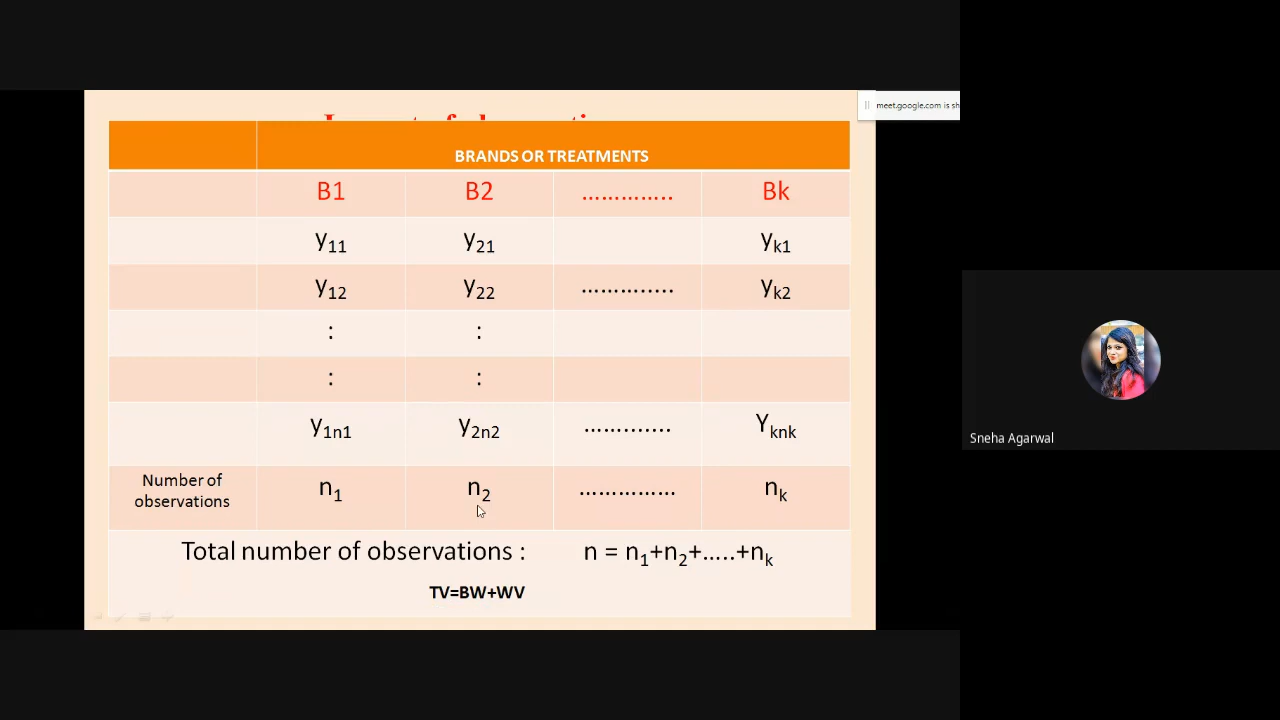 meet.google.com is sh
BRANDS OR TREATMENTS
B1 B2 ………….. Bk
y11 y21 yk1
y12 y22 ………..... yk2
: :
: :
y1n1 y2n2 ………..... Yknk
Number of observations n1 n2 …………… nk
Total number of observations : n = n1+n2+…..+nk
TV=BW+WV
Sneha Agarwal